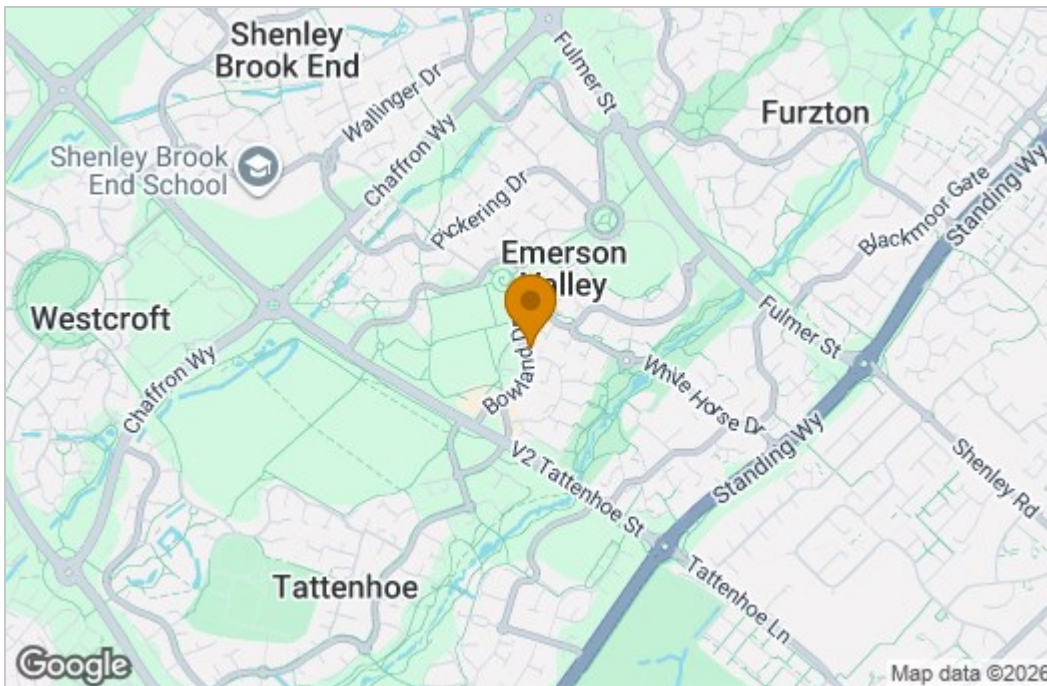 Shenley
Brook End
Wallinger Dr
Fulmer St
Furzton
Shenley Brook
End School
Chaffron Wy
Pickering Dr
Blackmoor Gate
Standing Wy
Emerson
Valley
Westcroft
Chaffron Wy
Bowland Dr
Fulmer St
White Horse Dr
V2 Tattenhoe St
Standing Wy
Shenley Rd
Tattenhoe
Tattenhoe Ln
Google
Map data ©2026